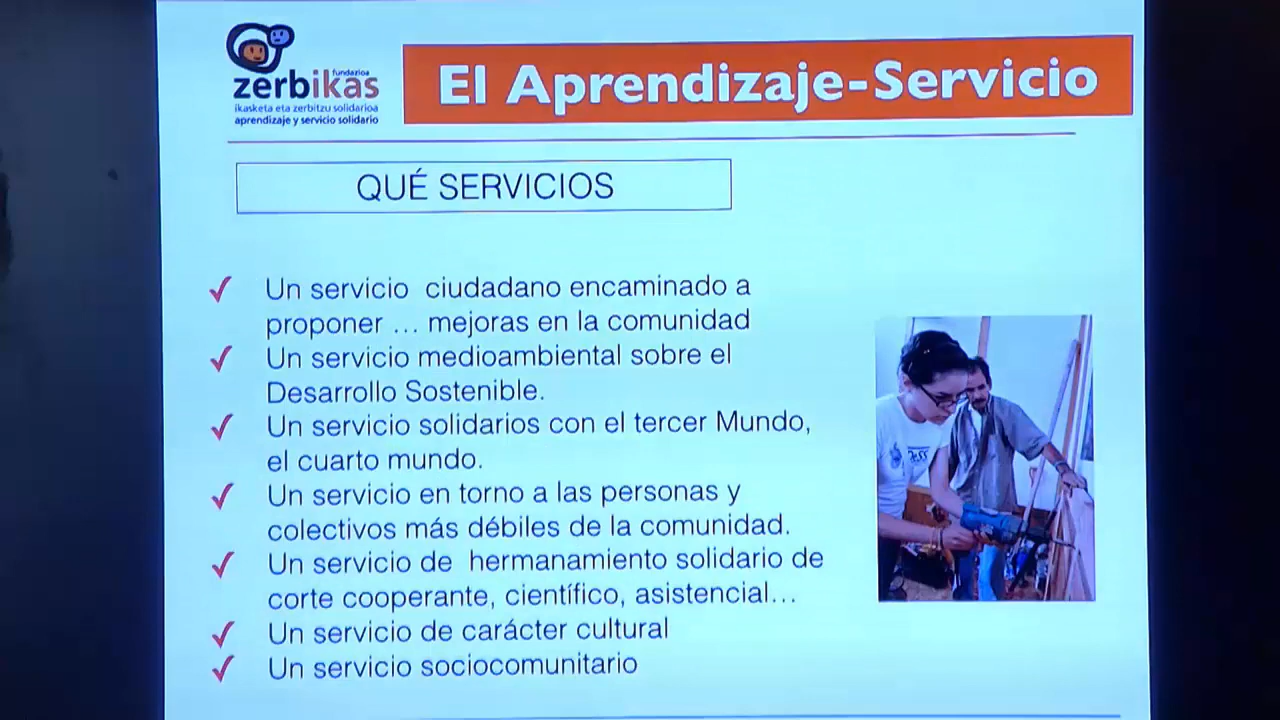 fundazioa
zerbikas
ikasketa eta zerbitzu solidarioa
aprendizaje y servicio solidario
El Aprendizaje-Servicio
QUÉ SERVICIOS
✓ Un servicio ciudadano encaminado a
proponer ... mejoras en la comunidad
✓ Un servicio medioambiental sobre el
Desarrollo Sostenible.
✓ Un servicio solidarios con el tercer Mundo,
el cuarto mundo.
✓ Un servicio en torno a las personas y
colectivos más débiles de la comunidad.
✓ Un servicio de hermanamiento solidario de
corte cooperante, científico, asistencial...
✓ Un servicio de carácter cultural
✓ Un servicio sociocomunitario